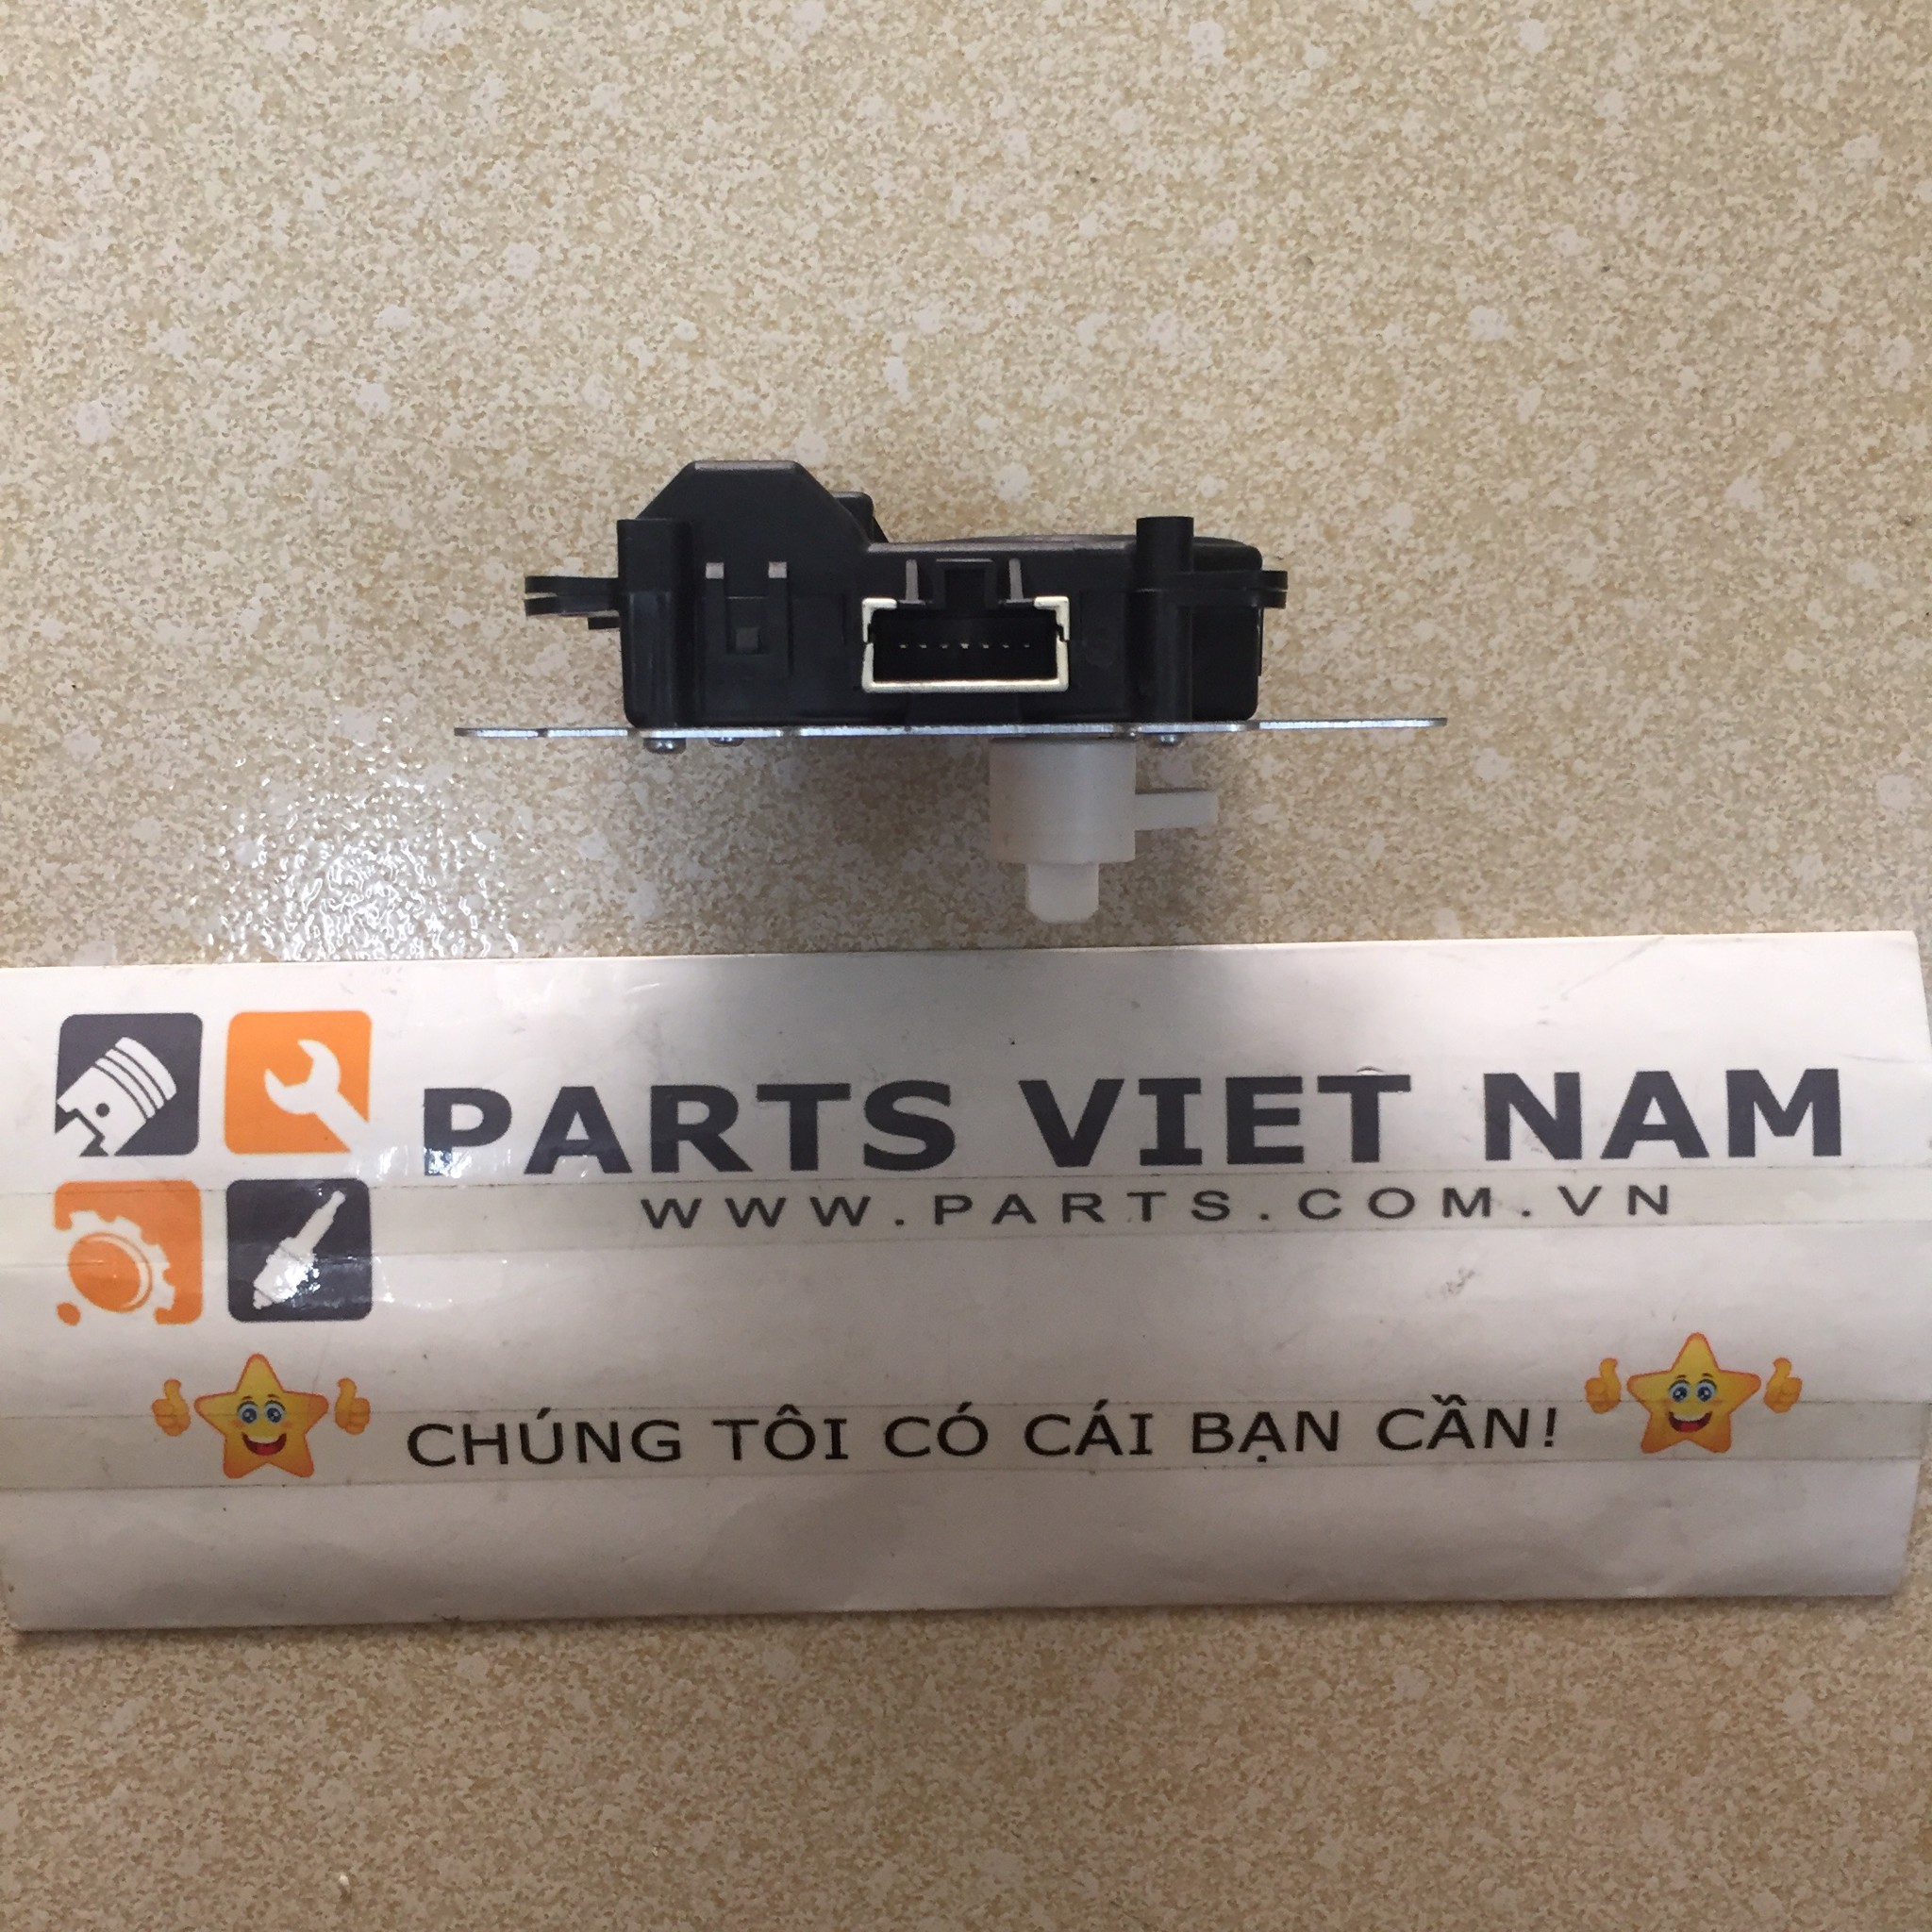 PARTS VIET NAM
WWW.PARTS.COM.VN
CHÚNG TÔI CÓ CÁI BẠN CẦN!